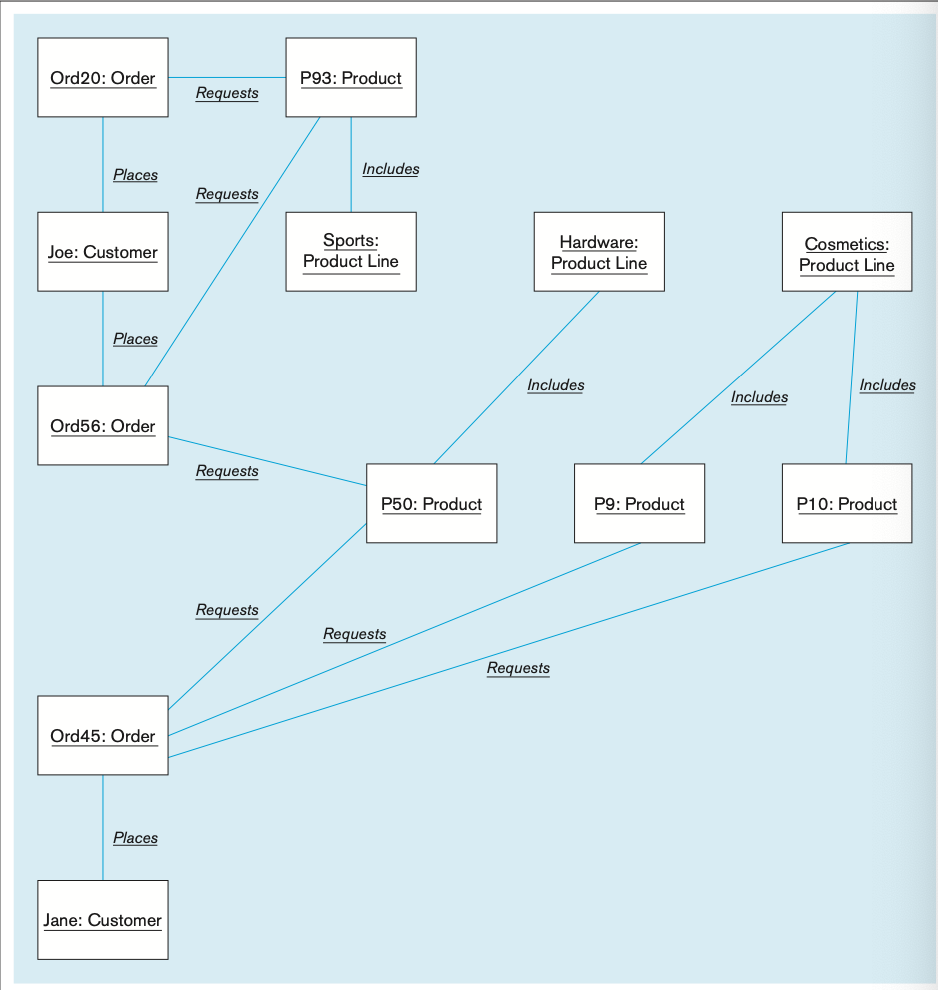 Ord20: Order
Requests
P93: Product
Places
Requests
Includes
Joe: Customer
Sports:
Product Line
Hardware:
Product Line
Cosmetics:
Product Line
Places
Includes
Includes
Includes
Ord56: Order
Requests
P50: Product
P9: Product
P10: Product
Requests
Requests
Requests
Ord45: Order
Places
Jane: Customer